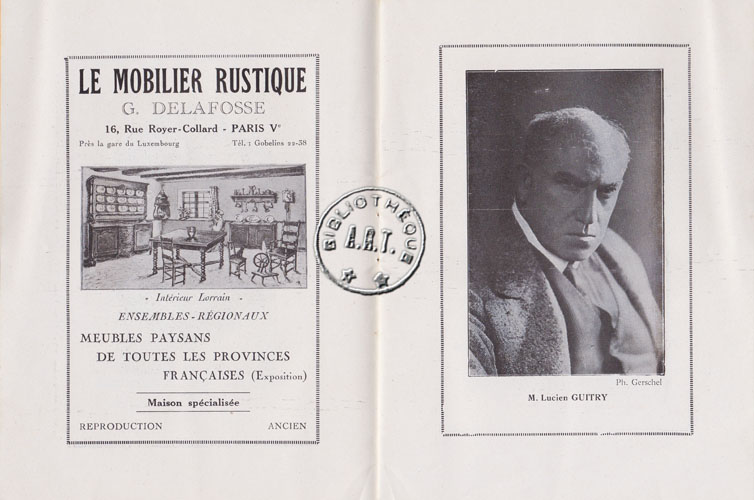 LE MOBILIER RUSTIQUE
G. DELAFOSSE
16, Rue Royer-Collard - PARIS Vᵉ
Près la gare du Luxembourg Tél. : Gobelins 22-38
- Intérieur Lorrain -
ENSEMBLES-RÉGIONAUX
MEUBLES PAYSANS
DE TOUTES LES PROVINCES
FRANÇAISES (Exposition)
Maison spécialisée
REPRODUCTION ANCIEN
BIBLIOTHÈQUE
A.R.T.
Ph. Gerschel
M. Lucien GUITRY